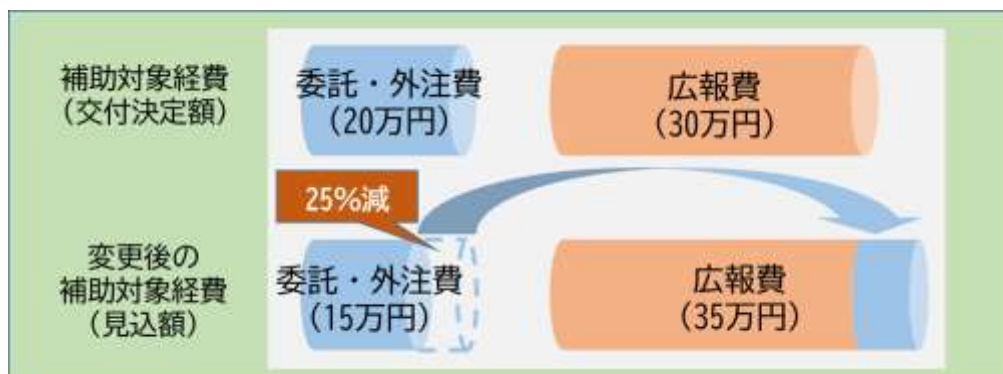 補助対象経費
（交付決定額）
委託・外注費
（20万円）
広報費
（30万円）
25%減
変更後の
補助対象経費
（見込額）
委託・外注費
（15万円）
広報費
（35万円）